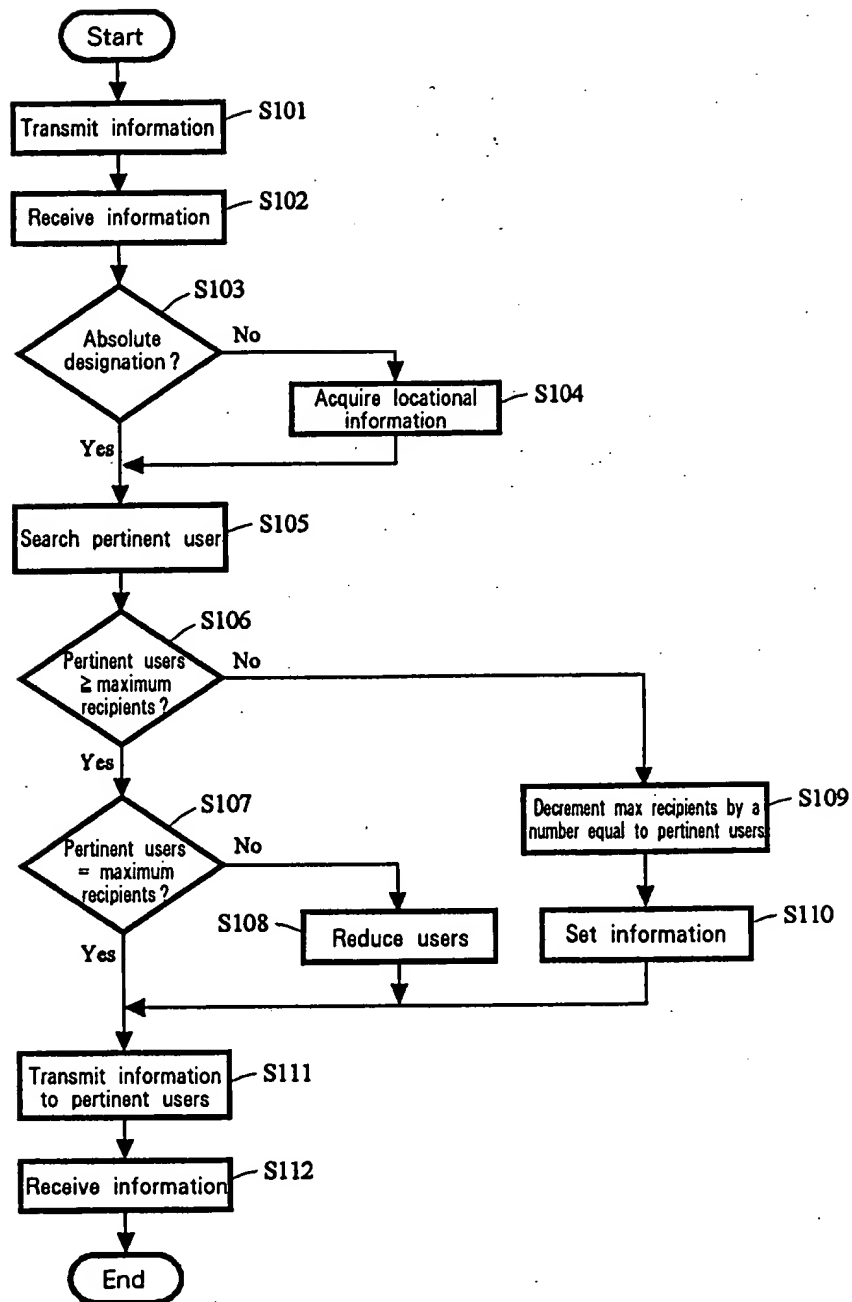 Start
Transmit information
S101
Receive information
S102
S103
Absolute
designation?
No
Acquire locational
information
S104
Yes
Search pertinent user
S105
S106
Pertinent users
≧ maximum
recipients?
No
Yes
S107
Pertinent users
= maximum
recipients?
No
Decrement max recipients by a
number equal to pertinent users
S109
S108
Reduce users
Set information
S110
Yes
Transmit information
to pertinent users
S111
Receive information
S112
End